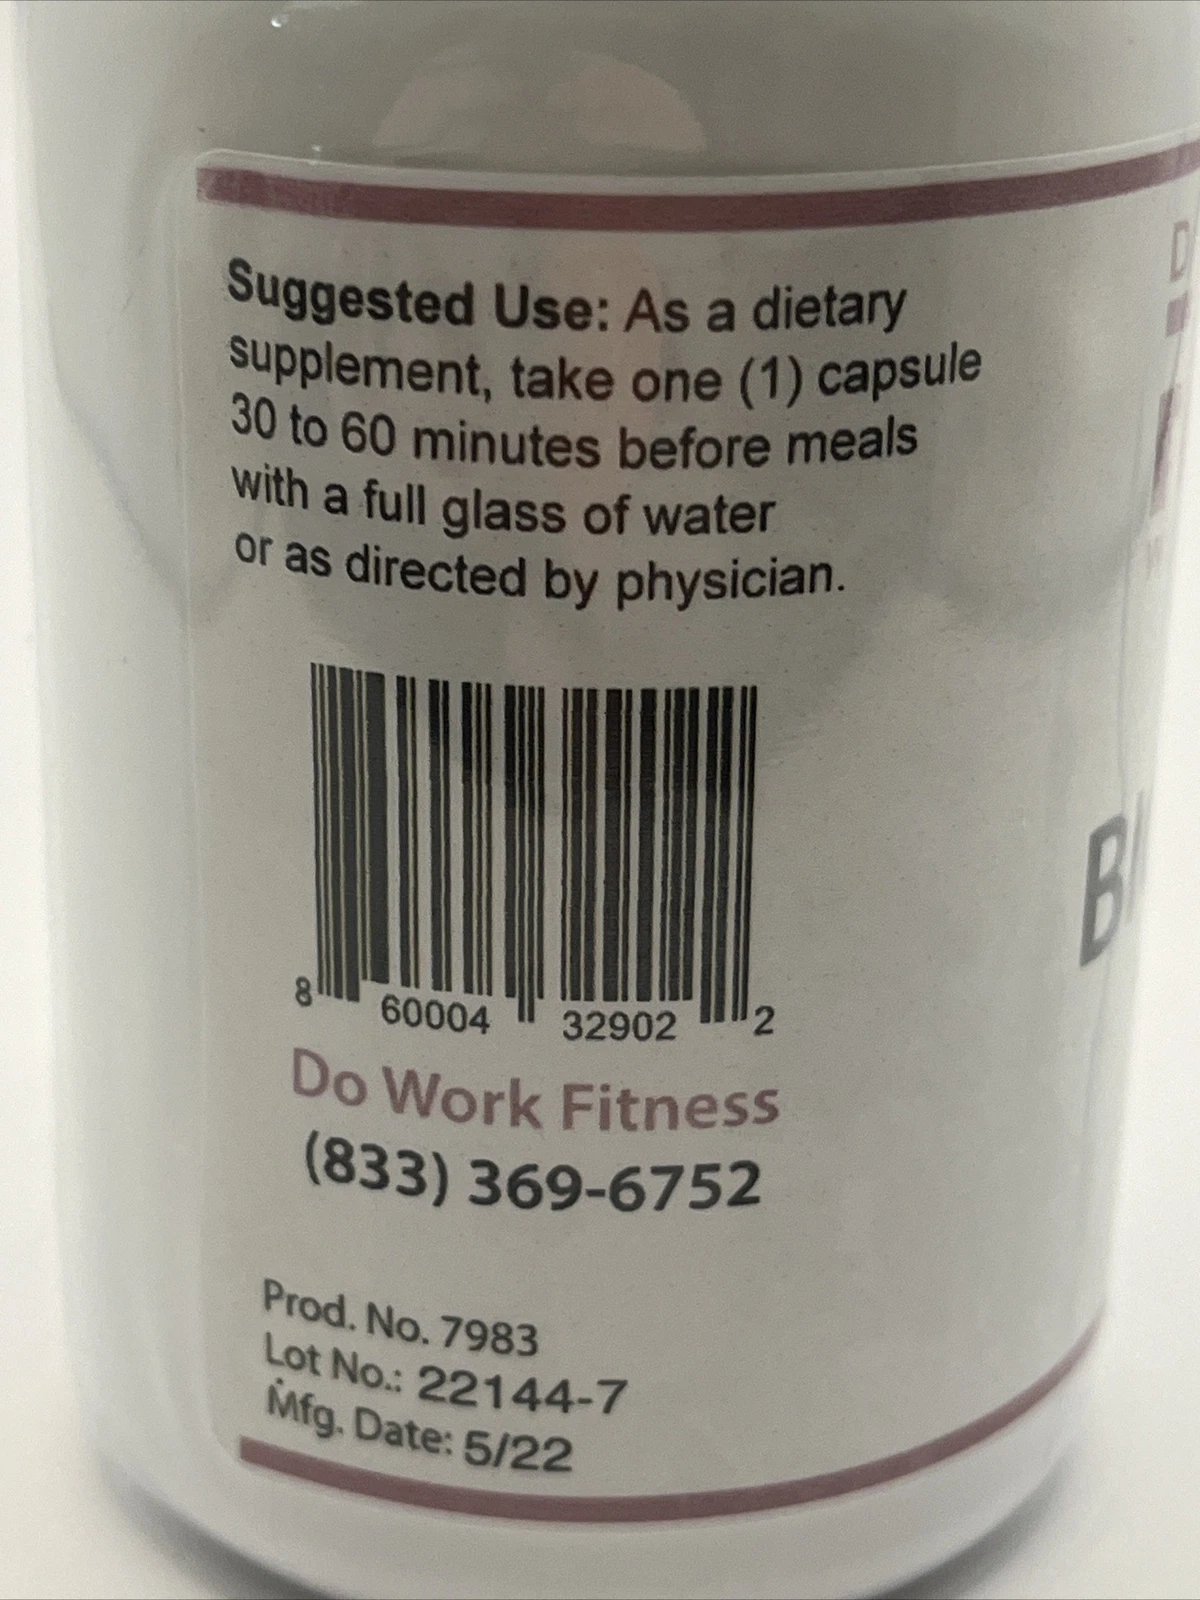 Suggested Use: As a dietary
supplement, take one (1) capsule
30 to 60 minutes before meals
with a full glass of water
or as directed by physician.
8 60004 32902 2
Do Work Fitness
(833) 369-6752
Prod. No. 7983
Lot No.: 22144-7
Mfg. Date: 5/22